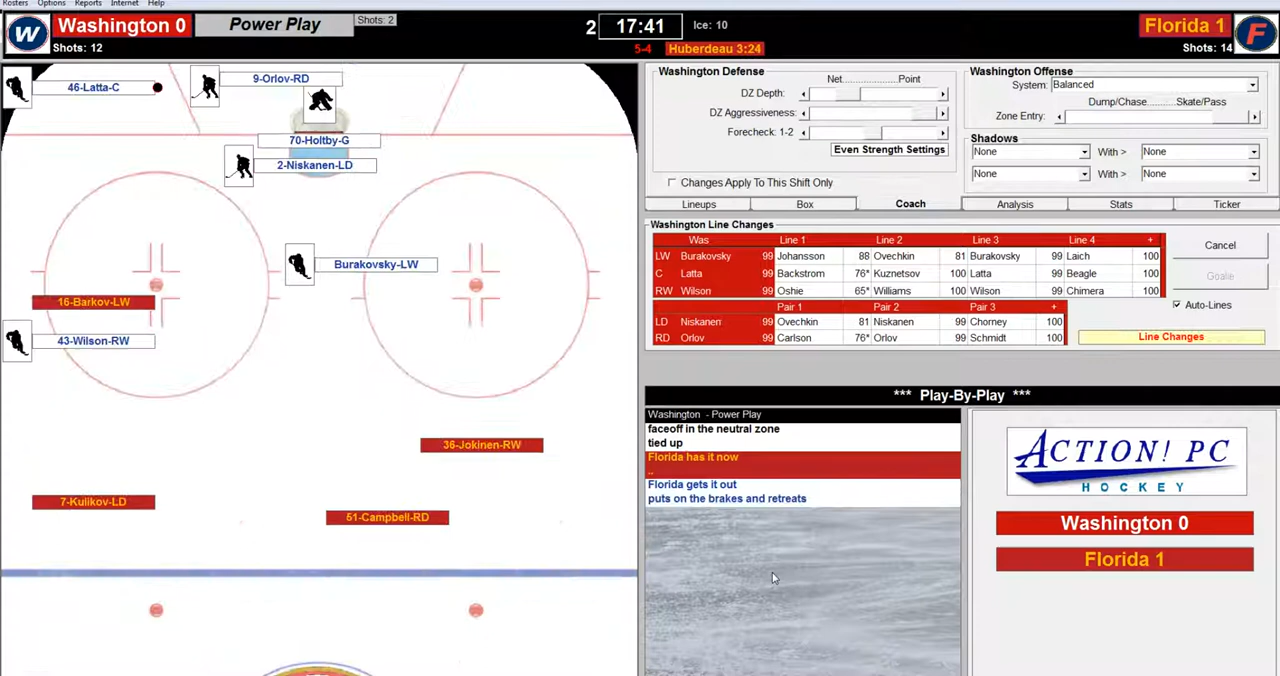 Rosters Options Reports Internet Help
W Washington 0 Power Play Shots: 2 2 17:41 Ice: 10 Florida 1 F
Shots: 12 5-4 Huberdeau 3:24 Shots: 14
46-Latta-C
9-Orlov-RD
70-Holtby-G
2-Niskanen-LD
Burakovsky-LW
16-Barkov-LW
43-Wilson-RW
36-Jokinen-RW
7-Kulikov-LD
51-Campbell-RD
Washington Defense
Net..................Point
DZ Depth:
DZ Aggressiveness:
Forecheck: 1-2
Even Strength Settings
Changes Apply To This Shift Only
Washington Offense
System: Balanced
Dump/Chase..........Skate/Pass
Zone Entry:
Shadows
None With > None
None With > None
Lineups Box Coach Analysis Stats Ticker
Washington Line Changes
Was Line 1 Line 2 Line 3 Line 4 +
LW Burakovsky 99 Johansson 88 Ovechkin 81 Burakovsky 99 Laich 100
C Latta 99 Backstrom 76* Kuznetsov 100 Latta 99 Beagle 100
RW Wilson 99 Oshie 65* Williams 100 Wilson 99 Chimera 100
Pair 1 Pair 2 Pair 3 +
LD Niskanen 99 Ovechkin 81 Niskanen 99 Chorney 100
RD Orlov 99 Carlson 76* Orlov 99 Schmidt 100
Cancel
Goalie
Auto-Lines
Line Changes
*** Play-By-Play ***
Washington - Power Play
faceoff in the neutral zone
tied up
Florida has it now
..
Florida gets it out
puts on the brakes and retreats
ACTION! PC
HOCKEY
Washington 0
Florida 1